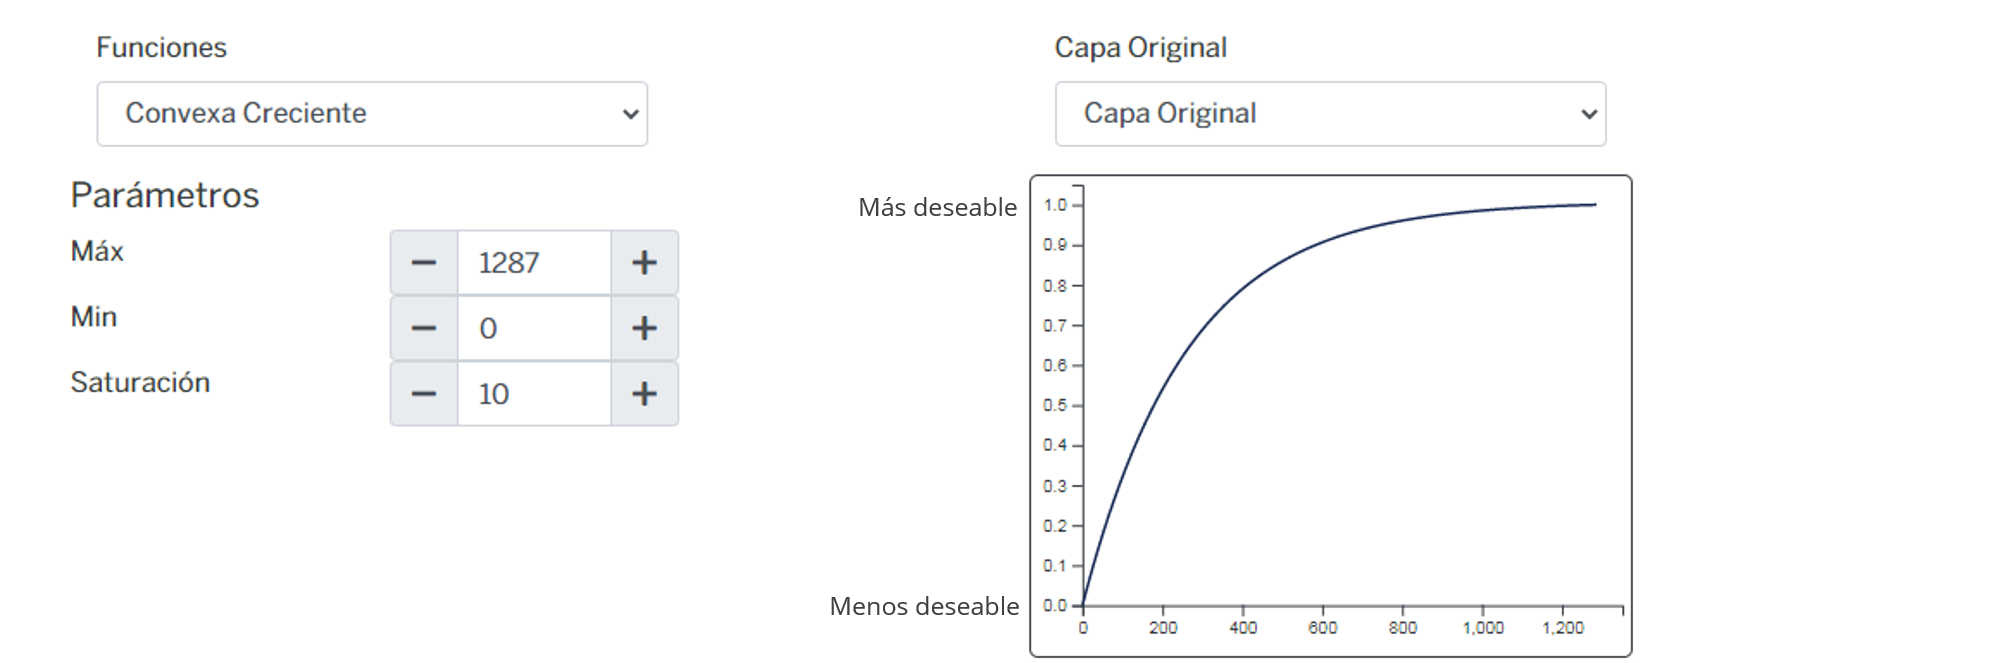 Funciones
Convexa Creciente
Parámetros
Máx
1287
Min
0
Saturación
10
Capa Original
Capa Original
Más deseable
Menos deseable
1.0
0.9
0.8
0.7
0.6
0.5
0.4
0.3
0.2
0.1
0.0
0 200 400 600 800 1,000 1,200